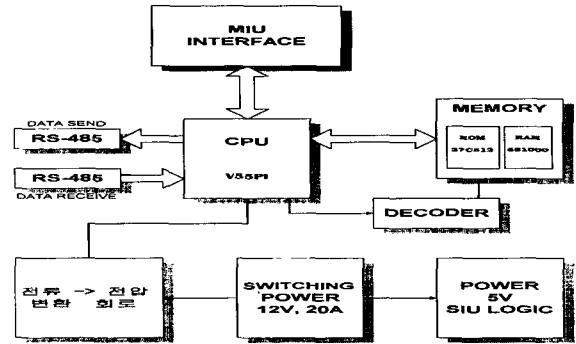 MIU
INTERFACE
DATA SEND
RS-485
CPU
V55PI
RS-485
DATA RECEIVE
MEMORY
ROM
27C512
RAM
681000
DECODER
전류 -> 전압
변환 회로
SWITCHING
POWER
12V, 20A
POWER
5V
SIU LOGIC